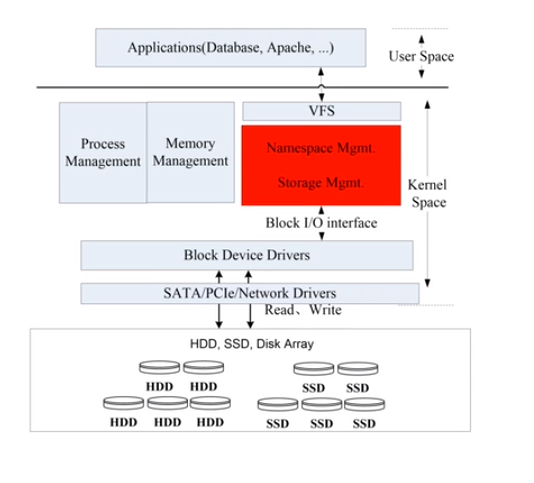 Applications(Database, Apache, ...)
User Space
VFS
Process
Management
Memory
Management
Namespace Mgmt.
Storage Mgmt.
Kernel
Space
Block I/O interface
Block Device Drivers
SATA/PCIe/Network Drivers
Read、Write
HDD, SSD, Disk Array
HDD HDD
SSD SSD
HDD HDD HDD
SSD SSD SSD